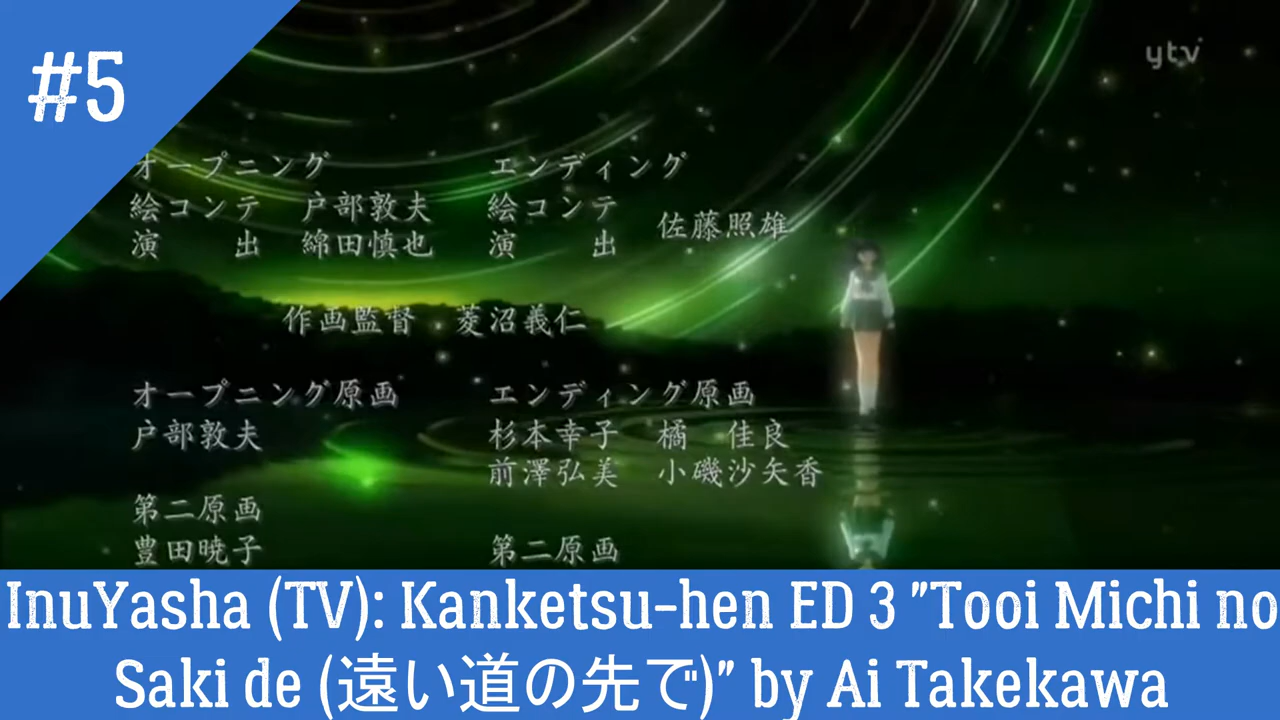 #5
ytv
オープニング エンディング
絵コンテ 戸部敦夫 絵コンテ 佐藤照雄
演出 綿田慎也 演出
作画監督 菱沼義仁
オープニング原画 エンディング原画
戸部敦夫 杉本幸子 橘 佳良
前澤弘美 小磯沙矢香
第二原画
豊田暁子 第二原画
InuYasha (TV): Kanketsu-hen ED 3 "Tooi Michi no
Saki de (遠い道の先で)" by Ai Takekawa